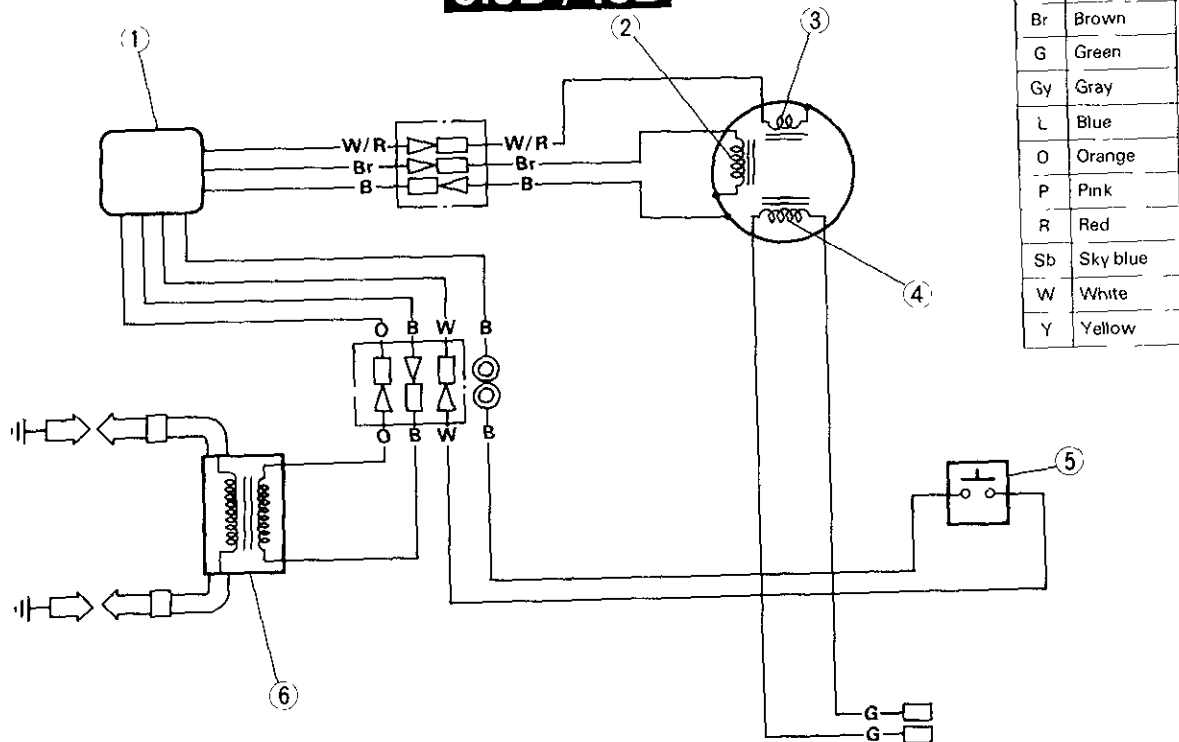 1
2
3
Br Brown
G Green
Gy Gray
L Blue
O Orange
P Pink
R Red
Sb Sky blue
W White
Y Yellow
W/R W/R
Br Br
B B
4
O B W B
O B W B
5
6
G
G